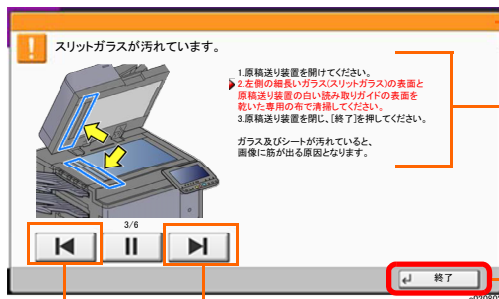 スリットガラスが汚れています。
1.原稿送り装置を開けてください。
2.左側の細長いガラス(スリットガラス)の表面と
原稿送り装置の白い読み取りガイドの表面を
乾いた専用の布で清掃してください。
3.原稿送り装置を閉じ、[終了]を押してください。
ガラス及びシートが汚れていると、
画像に筋が出る原因となります。
3/6
終了